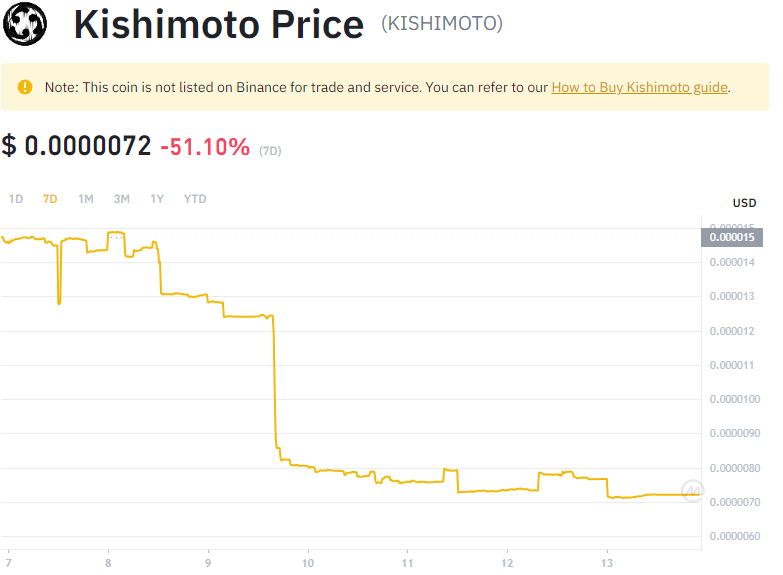 Kishimoto Price (KISHIMOTO)
Note: This coin is not listed on Binance for trade and service. You can refer to our How to Buy Kishimoto guide.
$ 0.0000072 -51.10% (7D)
1D 7D 1M 3M 1Y YTD
USD
0.000015
0.000015
0.000014
0.000013
0.000012
0.000011
0.0000100
0.0000090
0.0000080
0.0000070
0.0000060
7 8 9 10 11 12 13